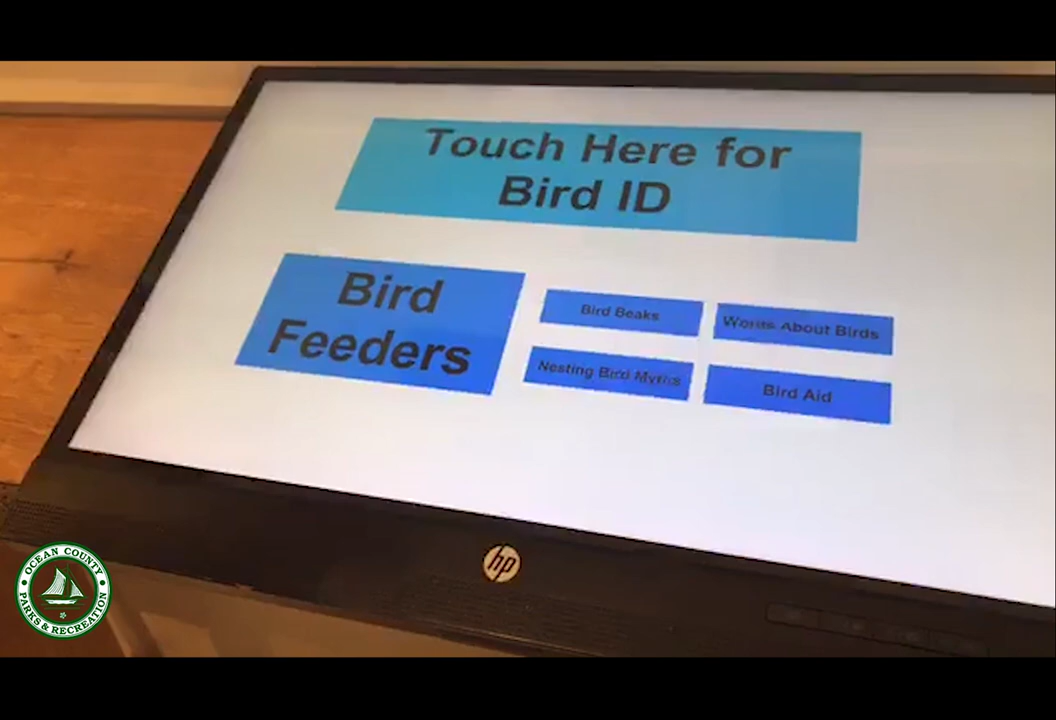 Touch Here for
Bird ID
Bird
Feeders
Bird Beaks
Words About Birds
Nesting Bird Myths
Bird Aid
hp
OCEAN COUNTY
PARKS & RECREATION